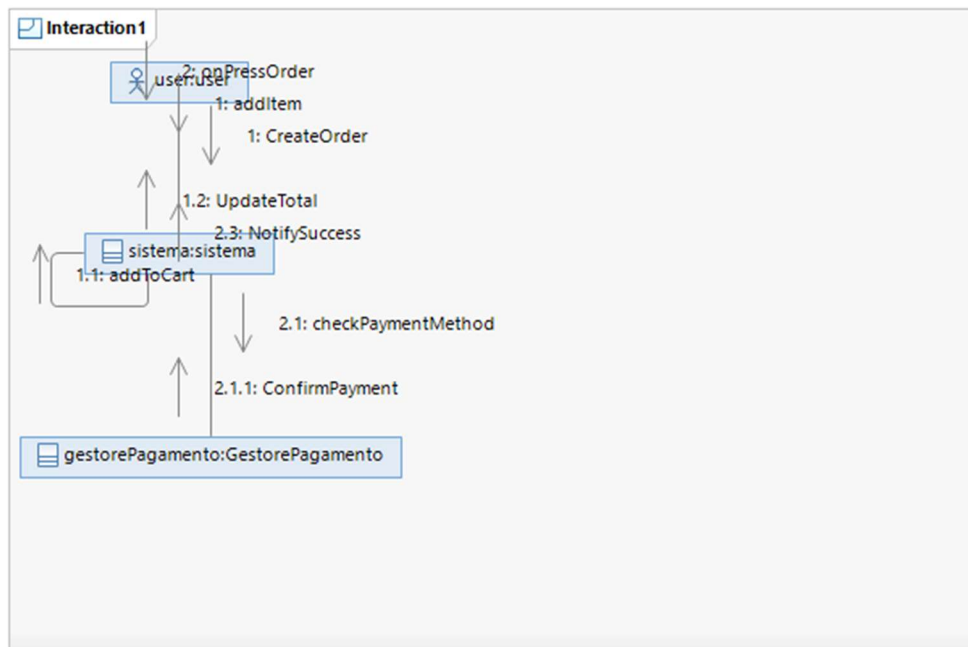 Interaction1
2: onPressOrder
user:user
1: addItem
1: CreateOrder
1.2: UpdateTotal
2.3: NotifySuccess
sistema:sistema
1.1: addToCart
2.1: checkPaymentMethod
2.1.1: ConfirmPayment
gestorePagamento:GestorePagamento